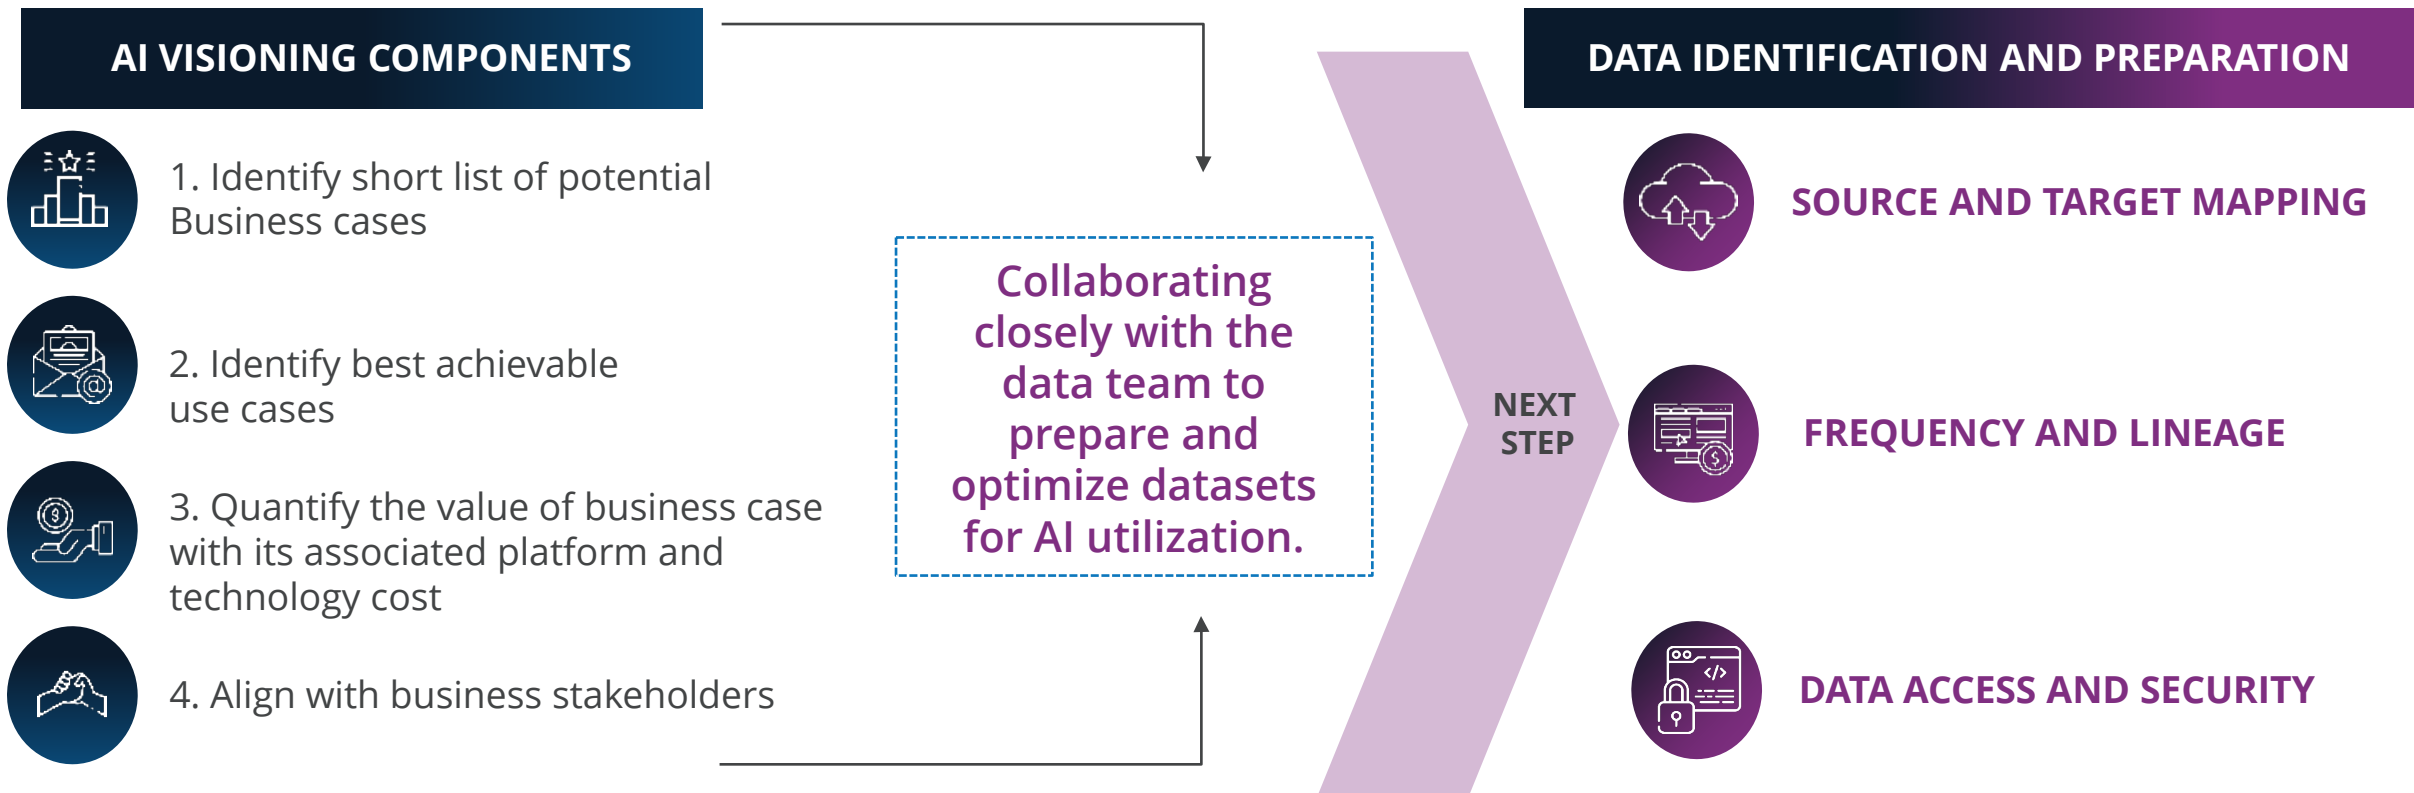 AI VISIONING COMPONENTS
1. Identify short list of potential
Business cases
2. Identify best achievable
use cases
3. Quantify the value of business case
with its associated platform and
technology cost
4. Align with business stakeholders
Collaborating
closely with the
data team to
prepare and
optimize datasets
for AI utilization.
NEXT
STEP
DATA IDENTIFICATION AND PREPARATION
SOURCE AND TARGET MAPPING
FREQUENCY AND LINEAGE
DATA ACCESS AND SECURITY